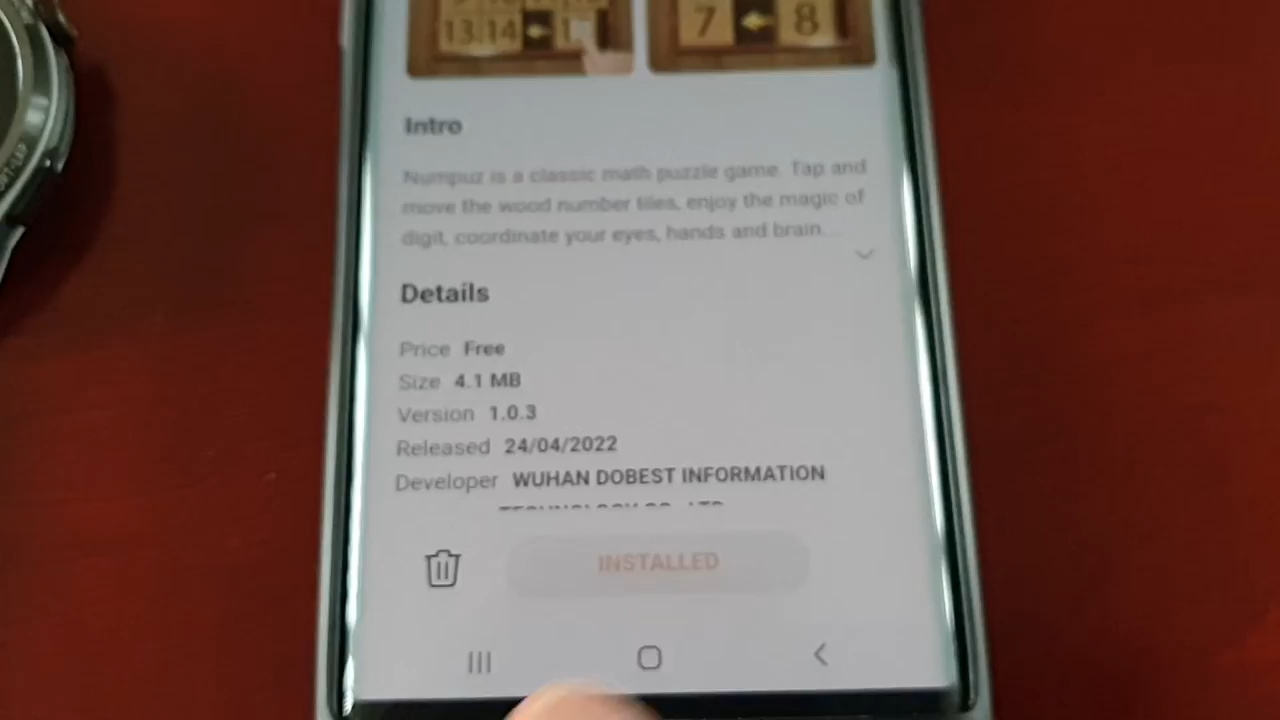 13 14
7 8
Intro
Numpuz is a classic math puzzle game. Tap and
move the wood number tiles, enjoy the magic of
digit, coordinate your eyes, hands and brain...
Details
Price Free
Size 4.1 MB
Version 1.0.3
Released 24/04/2022
Developer WUHAN DOBEST INFORMATION
INSTALLED